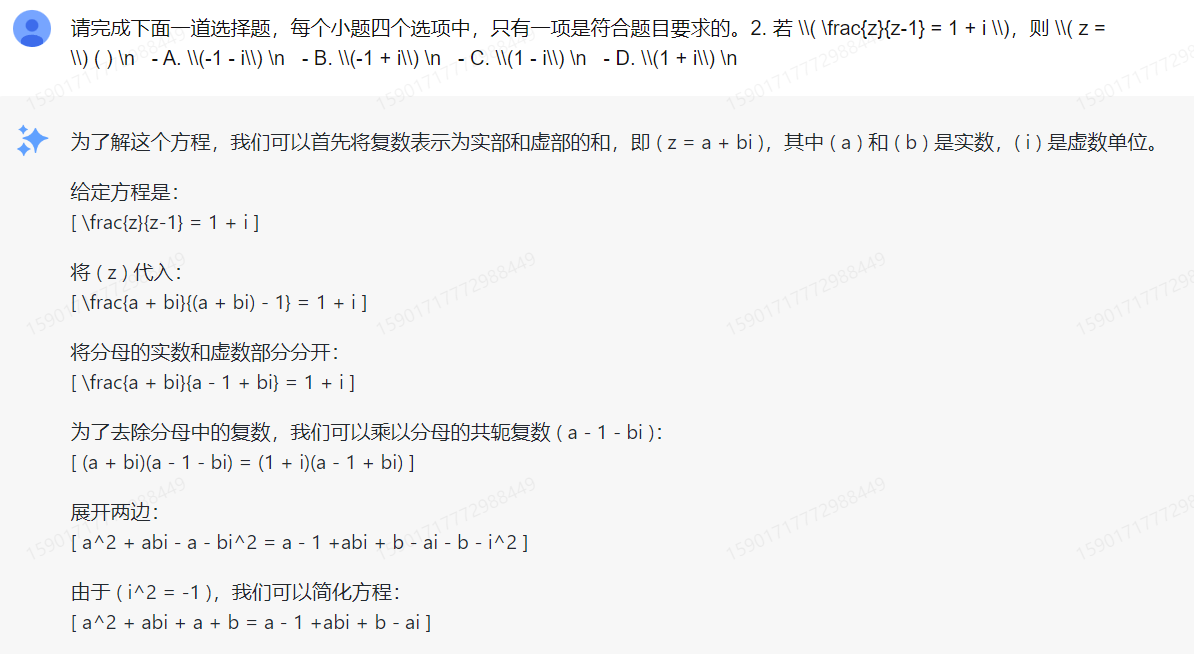 请完成下面一道选择题，每个小题四个选项中，只有一项是符合题目要求的。2. 若 \\( \frac{z}{z-1} = 1 + i \\)，则 \\( z =
\\) ( ) \n   - A. \\(-1 - i\\) \n   - B. \\(-1 + i\\) \n   - C. \\(1 - i\\) \n   - D. \\(1 + i\\) \n
为了解这个方程，我们可以首先将复数表示为实部和虚部的和，即 ( z = a + bi )，其中 ( a ) 和 ( b ) 是实数，( i ) 是虚数单位。
给定方程是：
[ \frac{z}{z-1} = 1 + i ]
将 ( z ) 代入：
[ \frac{a + bi}{(a + bi) - 1} = 1 + i ]
将分母的实数和虚数部分分开：
[ \frac{a + bi}{a - 1 + bi} = 1 + i ]
为了去除分母中的复数，我们可以乘以分母的共轭复数 ( a - 1 - bi )：
[ (a + bi)(a - 1 - bi) = (1 + i)(a - 1 + bi) ]
展开两边：
[ a^2 + abi - a - bi^2 = a - 1 +abi + b - ai - b - i^2 ]
由于 ( i^2 = -1 )，我们可以简化方程：
[ a^2 + abi + a + b = a - 1 +abi + b - ai ]
15901717772988449